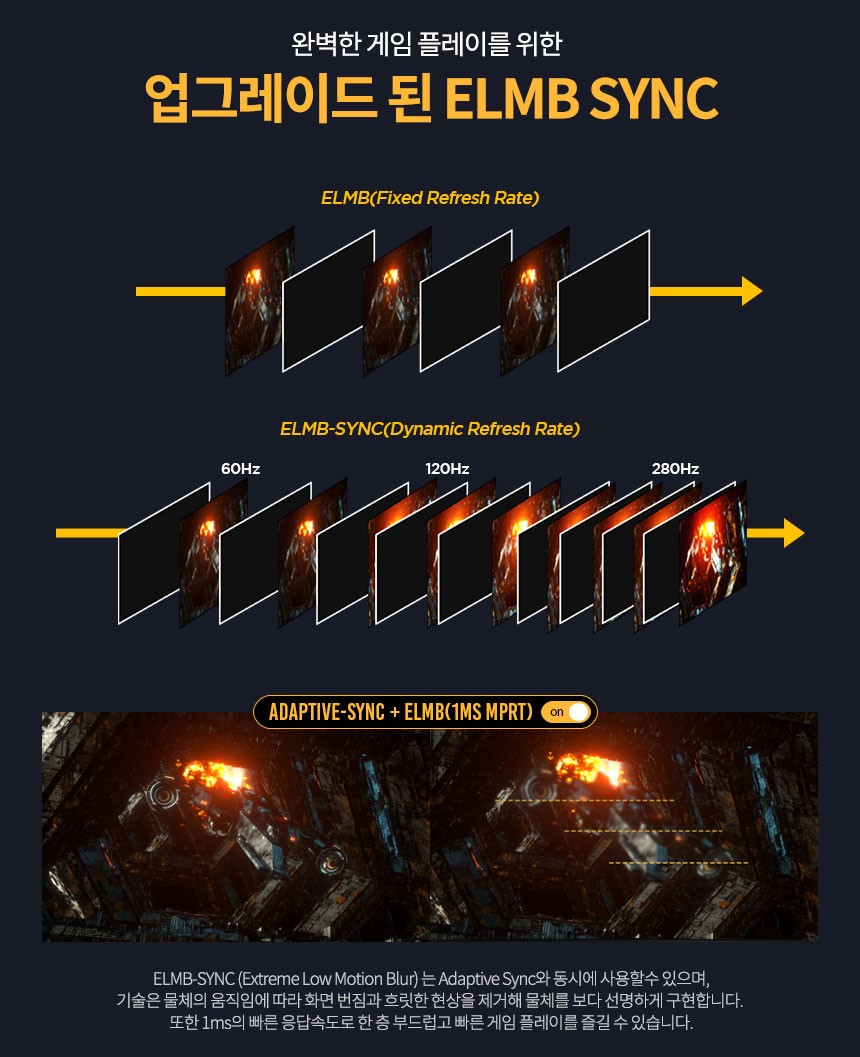 완벽한 게임 플레이를 위한
업그레이드 된 ELMB SYNC
ELMB(Fixed Refresh Rate)
ELMB-SYNC(Dynamic Refresh Rate)
60Hz 120Hz 280Hz
ADAPTIVE-SYNC + ELMB(1MS MPRT) on
ELMB-SYNC (Extreme Low Motion Blur) 는 Adaptive Sync와 동시에 사용할수 있으며,
기술은 물체의 움직임에 따라 화면 번짐과 흐릿한 현상을 제거해 물체를 보다 선명하게 구현합니다.
또한 1ms의 빠른 응답속도로 한 층 부드럽고 빠른 게임 플레이를 즐길 수 있습니다.